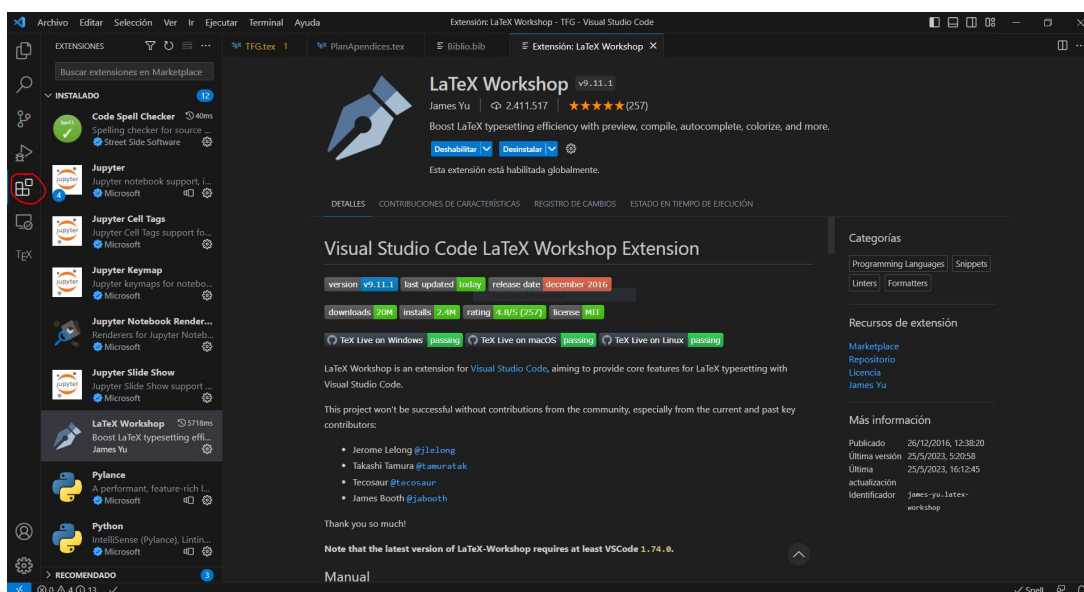 Archivo Editar Selección Ver Ir Ejecutar Terminal Ayuda
Extensión: LaTeX Workshop - TFG - Visual Studio Code
EXTENSIONES
TFG.tex 1
PlanApendices.tex
Biblio.bib
Extensión: LaTeX Workshop
Buscar extensiones en Marketplace
INSTALADO 12
Code Spell Checker 40ms
Spelling checker for source ...
Street Side Software
Jupyter
Jupyter notebook support, i...
Microsoft
4
Jupyter Cell Tags
Jupyter Cell Tags support fo...
Microsoft
Jupyter Keymap
Jupyter keymaps for notebo...
Microsoft
Jupyter Notebook Render...
Renderers for Jupyter Noteb...
Microsoft
Jupyter Slide Show
Jupyter Slide Show support ...
Microsoft
LaTeX Workshop 5718ms
Boost LaTeX typesetting effi...
James Yu
Pylance
A performant, feature-rich l...
Microsoft
Python
IntelliSense (Pylance), Lintin...
Microsoft
RECOMENDADO 3
TEX
LaTeX Workshop v9.11.1
James Yu 2.411.517 ★★★★★(257)
Boost LaTeX typesetting efficiency with preview, compile, autocomplete, colorize, and more.
Deshabilitar Desinstalar
Esta extensión está habilitada globalmente.
DETALLES CONTRIBUCIONES DE CARACTERÍSTICAS REGISTRO DE CAMBIOS ESTADO EN TIEMPO DE EJECUCIÓN
Visual Studio Code LaTeX Workshop Extension
version v9.11.1 last updated today release date december 2016
downloads 20M installs 2.4M rating 4.8/5 (257) license MIT
TeX Live on Windows passing TeX Live on macOS passing TeX Live on Linux passing
LaTeX Workshop is an extension for Visual Studio Code, aiming to provide core features for LaTeX typesetting with
Visual Studio Code.
This project won't be successful without contributions from the community, especially from the current and past key
contributors:
• Jerome Lelong @jlelong
• Takashi Tamura @tamuratak
• Tecosaur @tecosaur
• James Booth @jabooth
Thank you so much!
Note that the latest version of LaTeX-Workshop requires at least VSCode 1.74.0.
Manual
Categorías
Programming Languages Snippets
Linters Formatters
Recursos de extensión
Marketplace
Repositorio
Licencia
James Yu
Más información
Publicado 26/12/2016, 12:38:20
Última versión 25/5/2023, 5:20:58
Última 25/5/2023, 16:12:45
actualización
Identificador james-yu.latex-
workshop
0 4 13
Spell